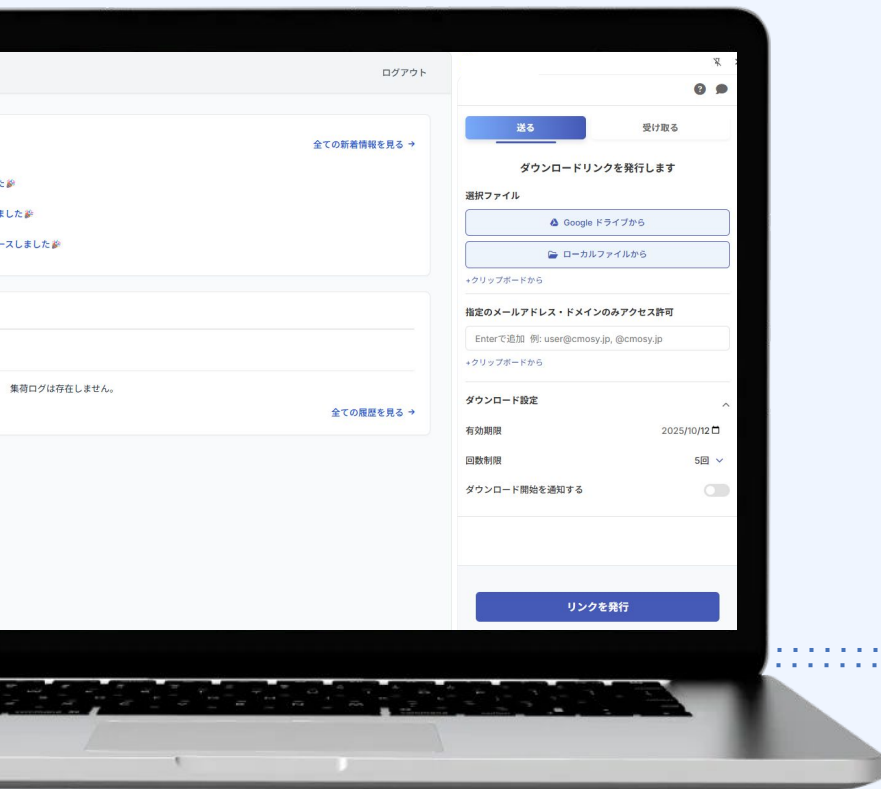 ログアウト
全ての新着情報を見る →
た🎉
ました🎉
ースしました🎉
集荷ログは存在しません。
全ての履歴を見る →
送る
受け取る
ダウンロードリンクを発行します
選択ファイル
Google ドライブから
ローカルファイルから
+クリップボードから
指定のメールアドレス・ドメインのみアクセス許可
Enterで追加 例: user@cmosy.jp, @cmosy.jp
+クリップボードから
ダウンロード設定
有効期限
2025/10/12
回数制限
5回
ダウンロード開始を通知する
リンクを発行